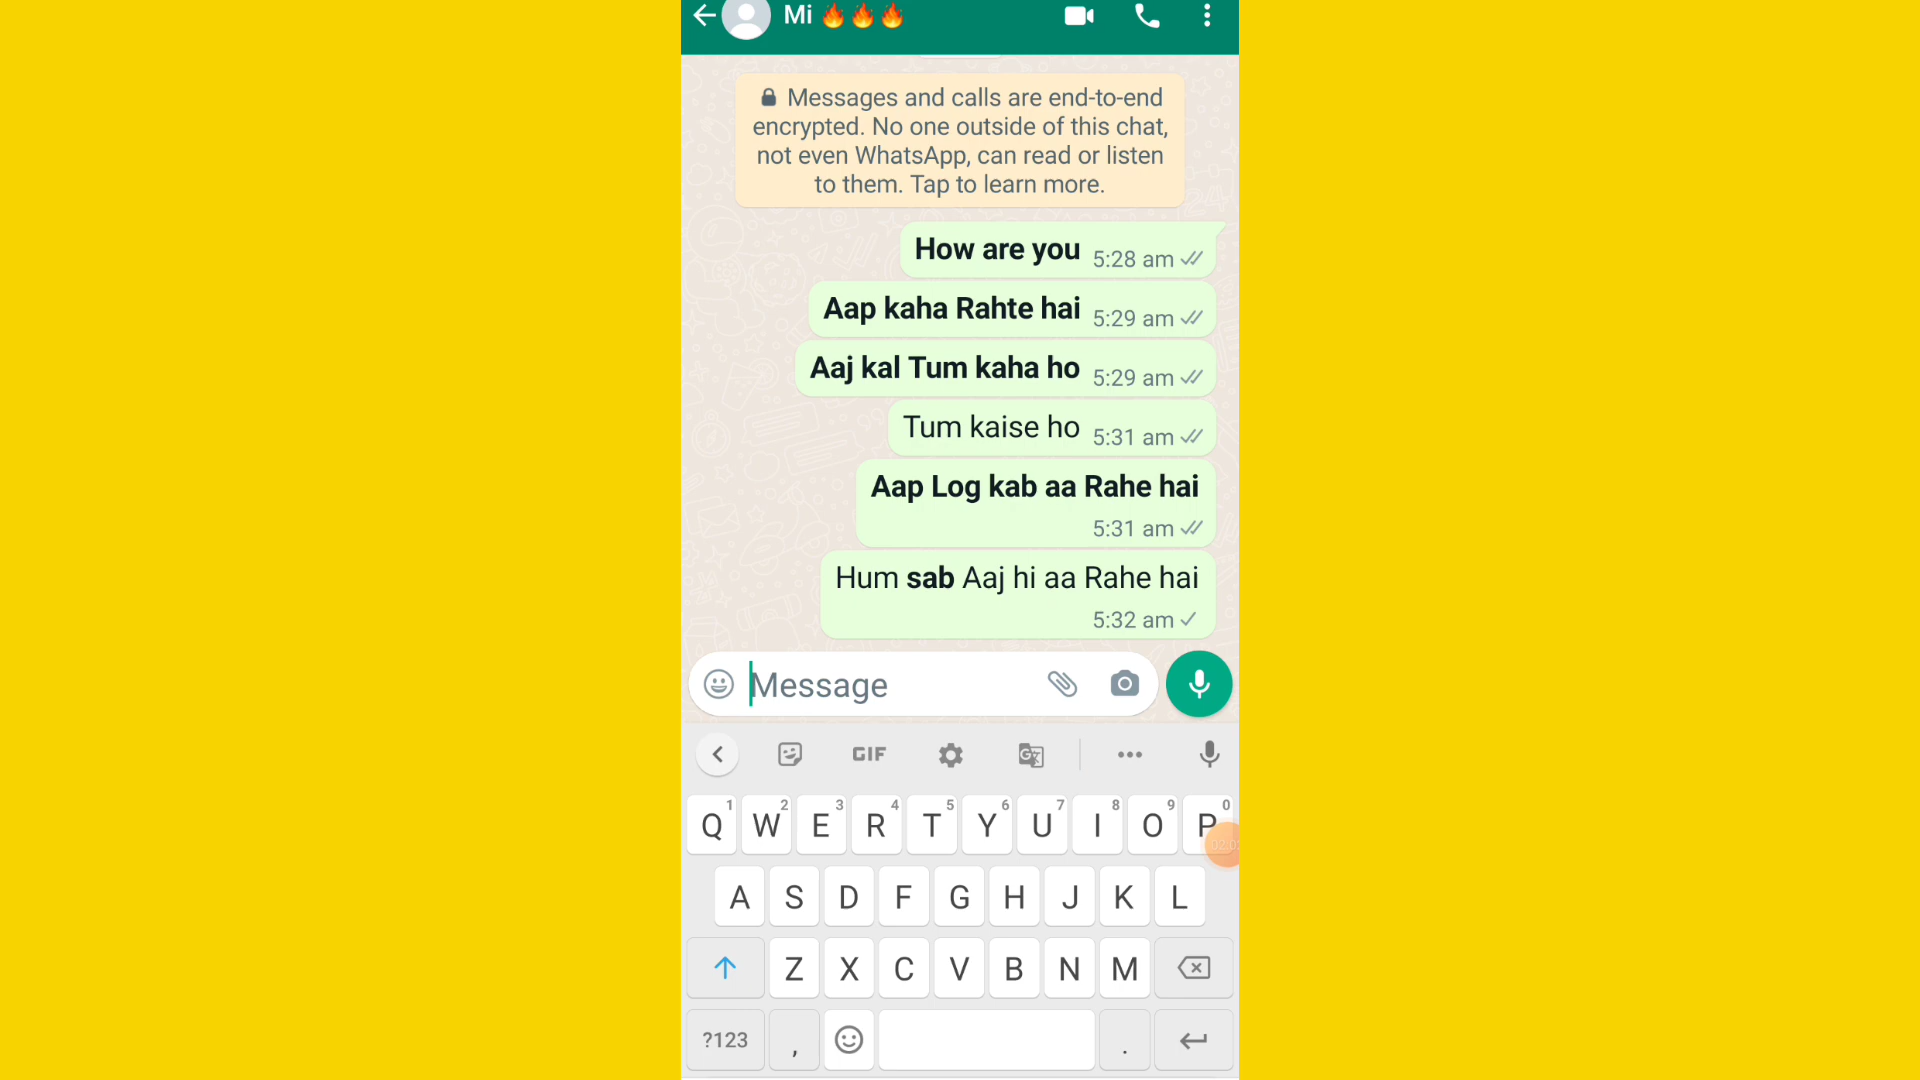 Mi 🔥🔥🔥
🔒 Messages and calls are end-to-end
encrypted. No one outside of this chat,
not even WhatsApp, can read or listen
to them. Tap to learn more.
How are you 5:28 am
Aap kaha Rahte hai 5:29 am
Aaj kal Tum kaha ho 5:29 am
Tum kaise ho 5:31 am
Aap Log kab aa Rahe hai
5:31 am
Hum sab Aaj hi aa Rahe hai
5:32 am
Message
GIF
1 2 3 4 5 6 7 8 9 0
Q W E R T Y U I O P
A S D F G H J K L
Z X C V B N M
?123 , .